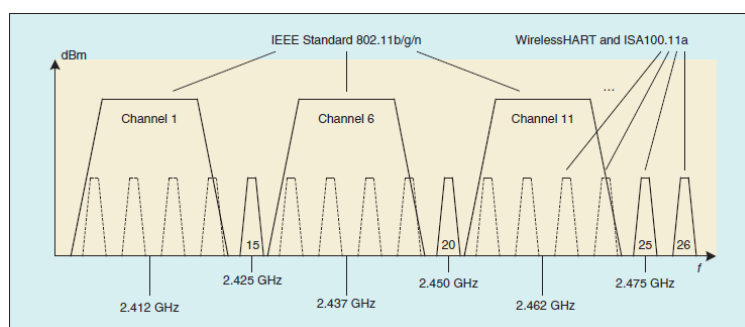 IEEE Standard 802.11b/g/n
WirelessHART and ISA100.11a
dBm
...
Channel 1
Channel 6
Channel 11
15
20
25
26
f
2.425 GHz
2.450 GHz
2.475 GHz
2.412 GHz
2.437 GHz
2.462 GHz